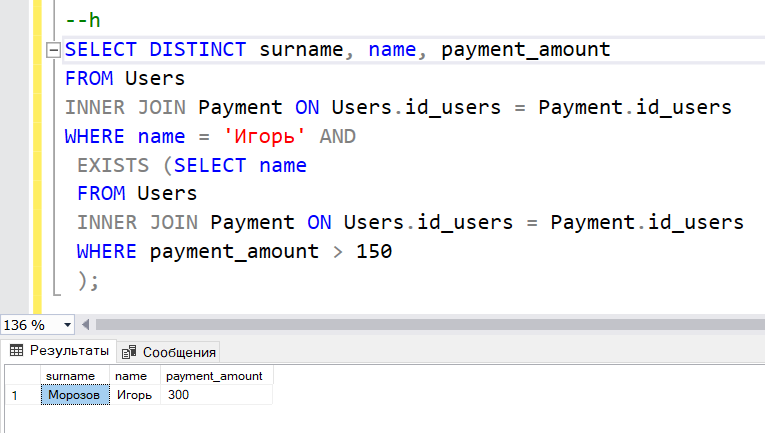 --h
SELECT DISTINCT surname, name, payment_amount
FROM Users
INNER JOIN Payment ON Users.id_users = Payment.id_users
WHERE name = 'Игорь' AND
EXISTS (SELECT name
FROM Users
INNER JOIN Payment ON Users.id_users = Payment.id_users
WHERE payment_amount > 150
);
136 %
Результаты Сообщения
surname name payment_amount
1 Морозов Игорь 300